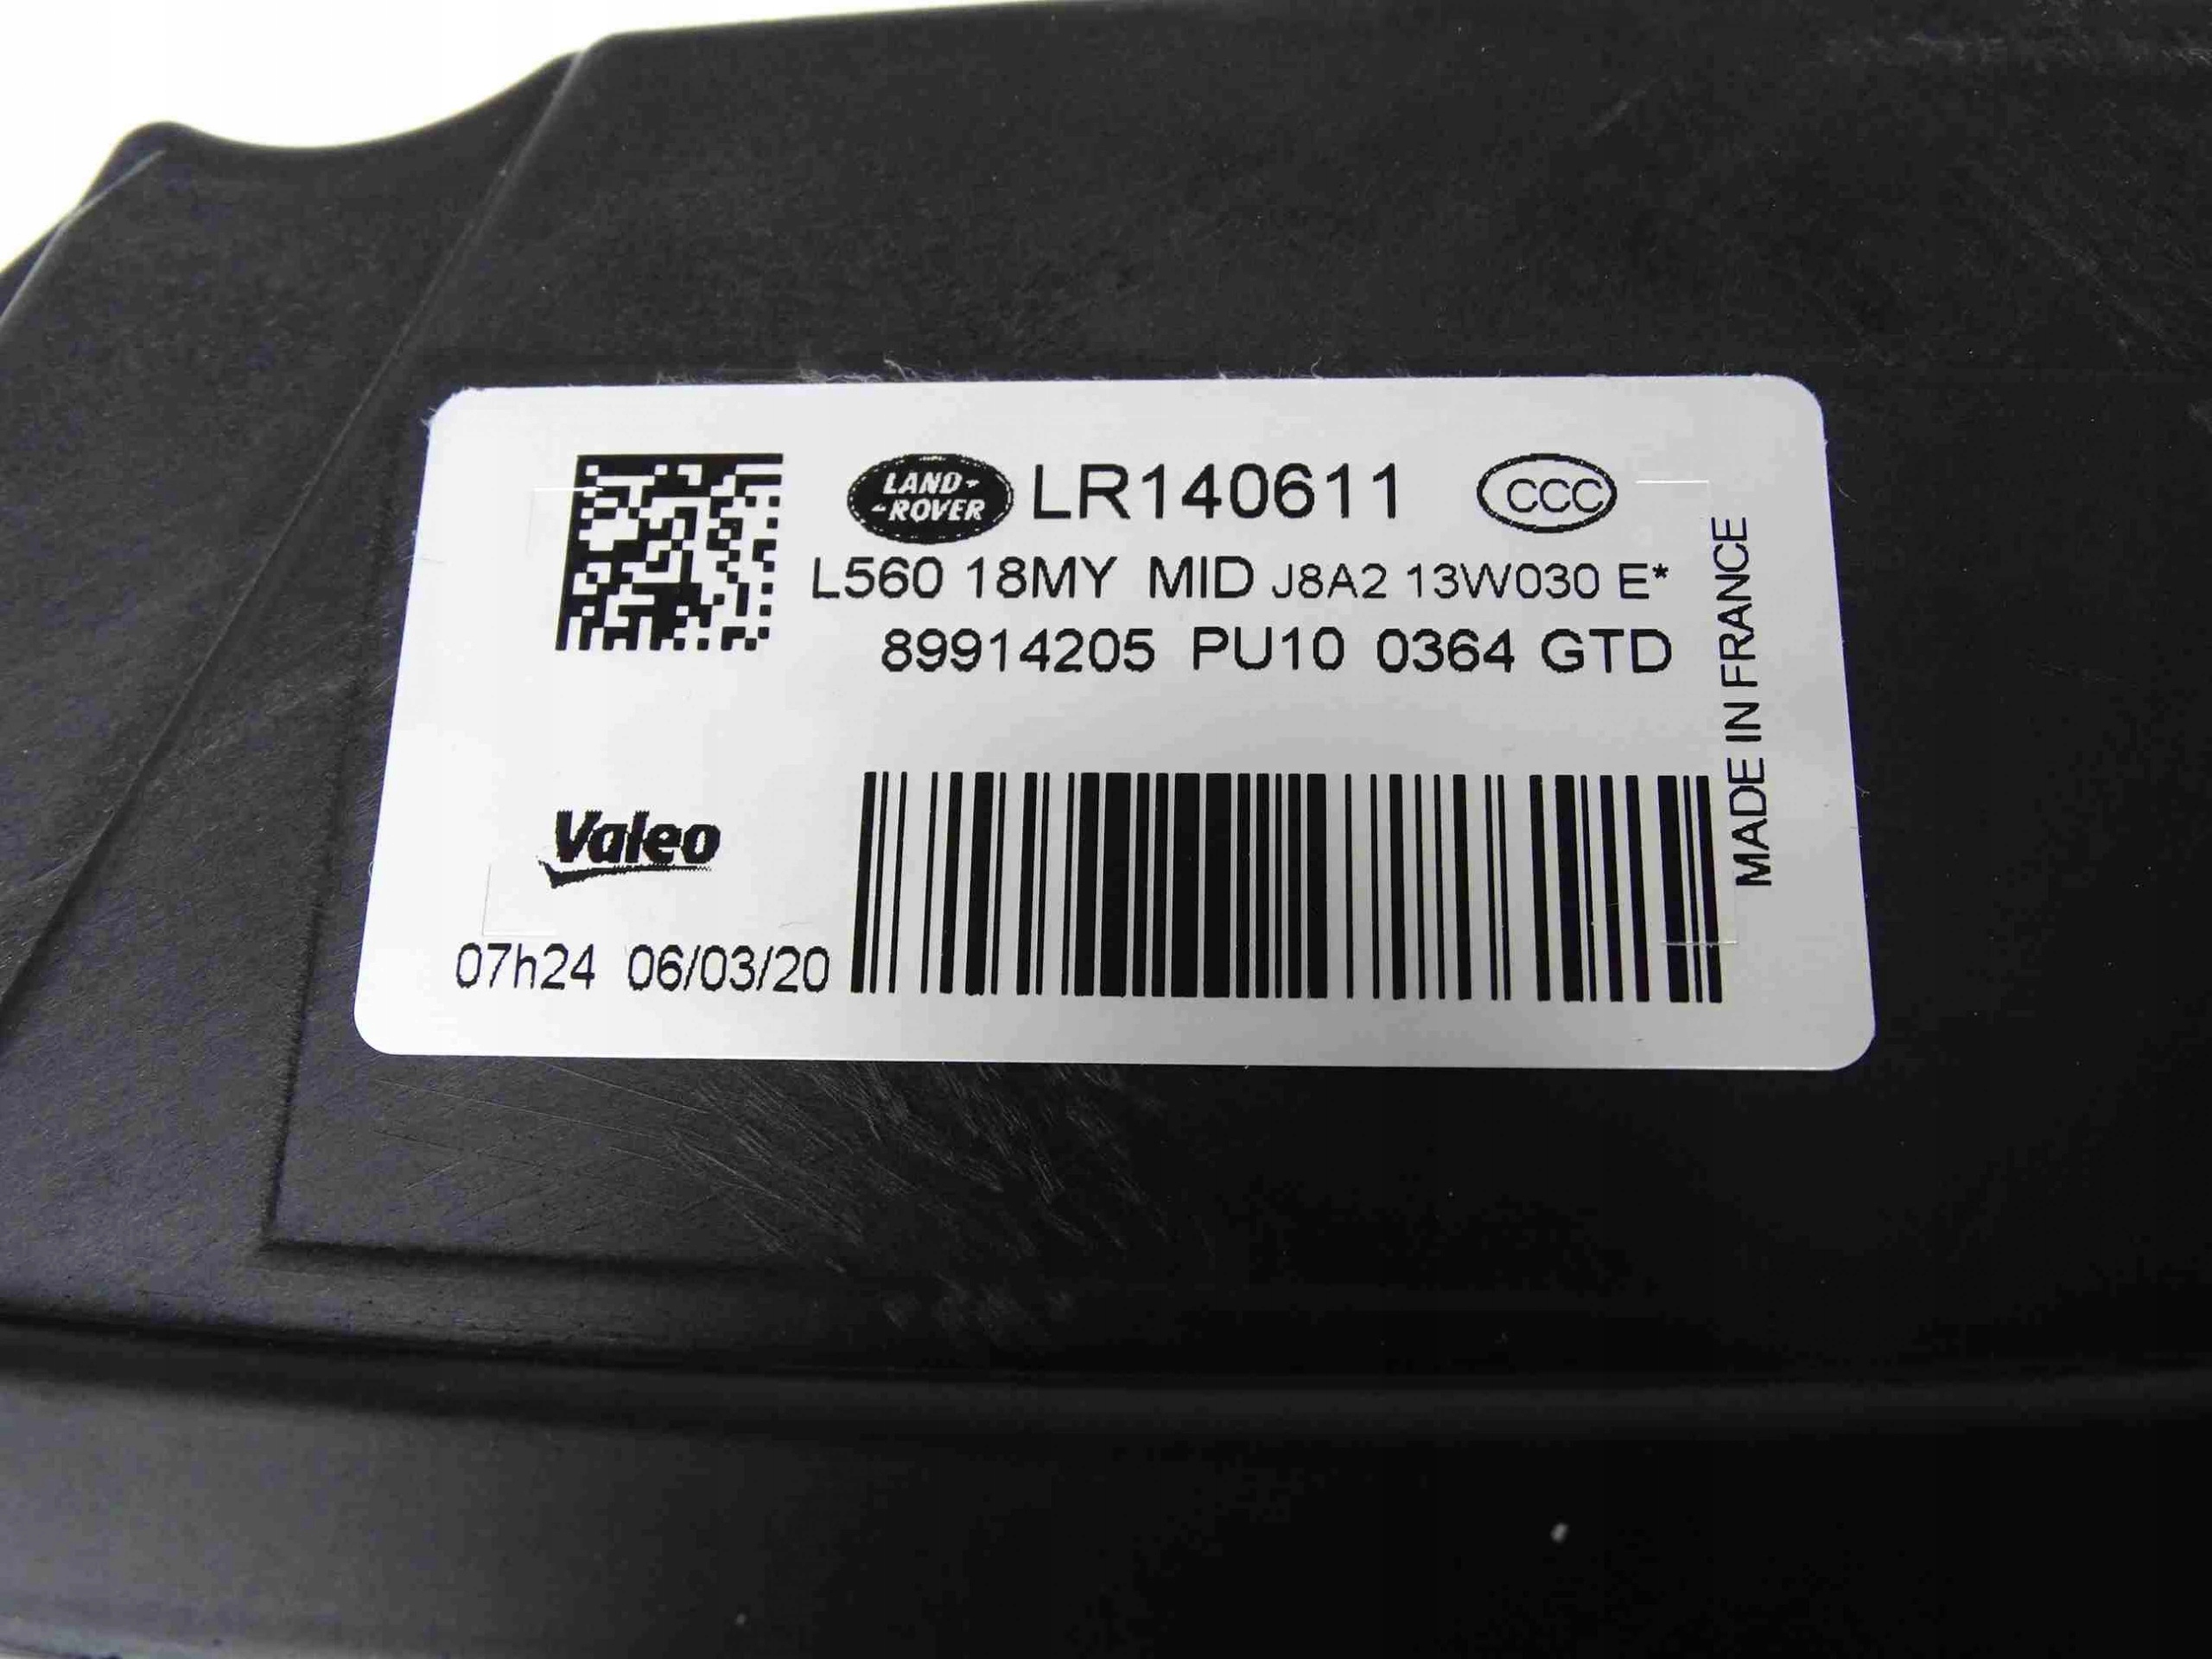 LAND-
-ROVER
LR140611
CCC
L560 18MY MID J8A2 13W030 E*
89914205 PU10 0364 GTD
MADE IN FRANCE
Valeo
07h24 06/03/20